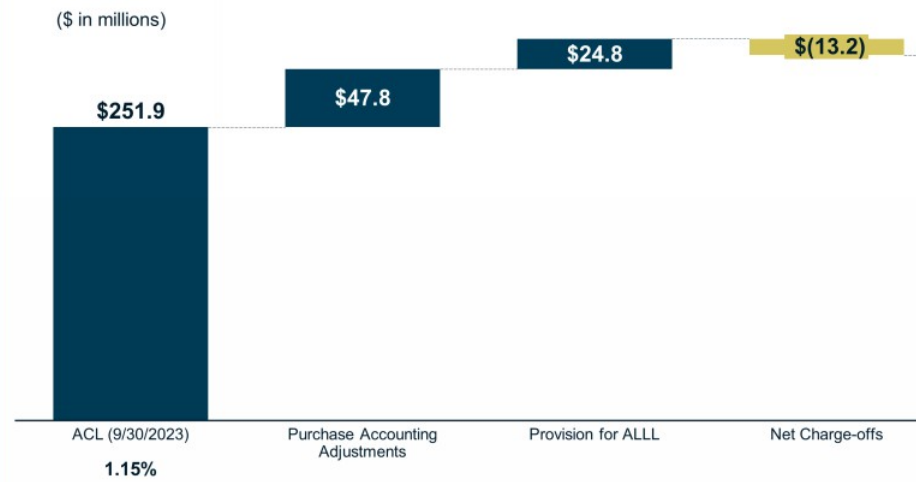 ($ in millions)
$251.9
$47.8
$24.8
$(13.2)
ACL (9/30/2023)
1.15%
Purchase Accounting
Adjustments
Provision for ALLL
Net Charge-offs